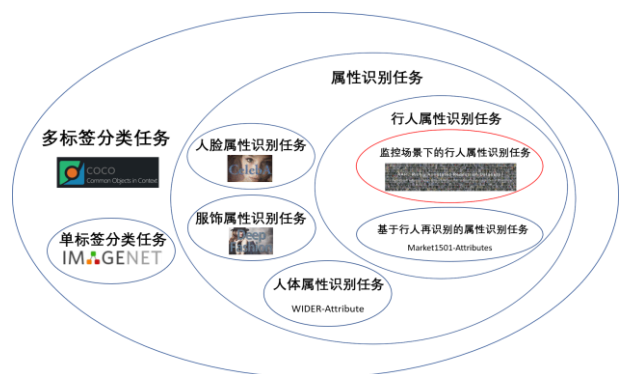 属性识别任务
行人属性识别任务
多标签分类任务
coco
Common Objects in Context
人脸属性识别任务
CelebA
监控场景下的行人属性识别任务
服饰属性识别任务
Deep
Fashion
单标签分类任务
IMAGENET
基于行人再识别的属性识别任务
Market1501-Attributes
人体属性识别任务
WIDER-Attribute